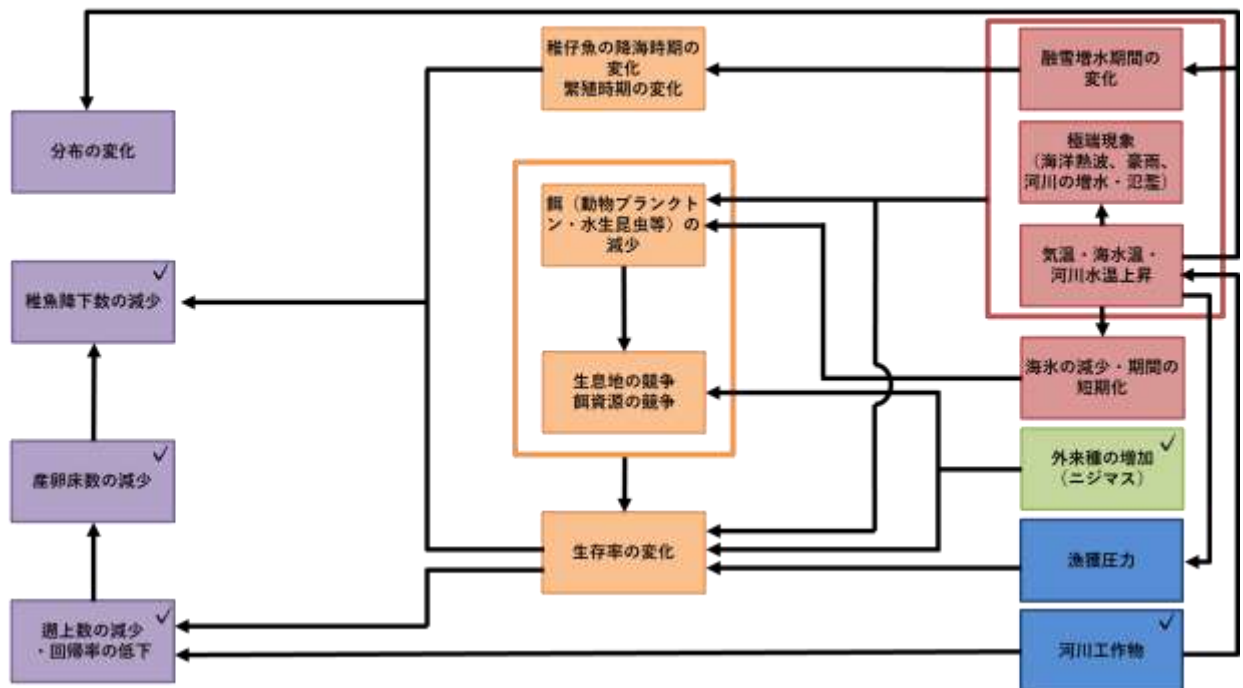 稚仔魚の降海時期の
変化
繁殖時期の変化
融雪増水期間の
変化
分布の変化
極端現象
(海洋熱波、豪雨、
河川の増水・氾濫)
餌(動物プランクト
ン・水生昆虫等)の
減少
気温・海水温・
河川水温上昇
稚魚降下数の減少
生息地の競争
餌資源の競争
海氷の減少・期間の
短期化
産卵床数の減少
外来種の増加
(ニジマス)
生存率の変化
漁獲圧力
遡上数の減少
・回帰率の低下
河川工作物